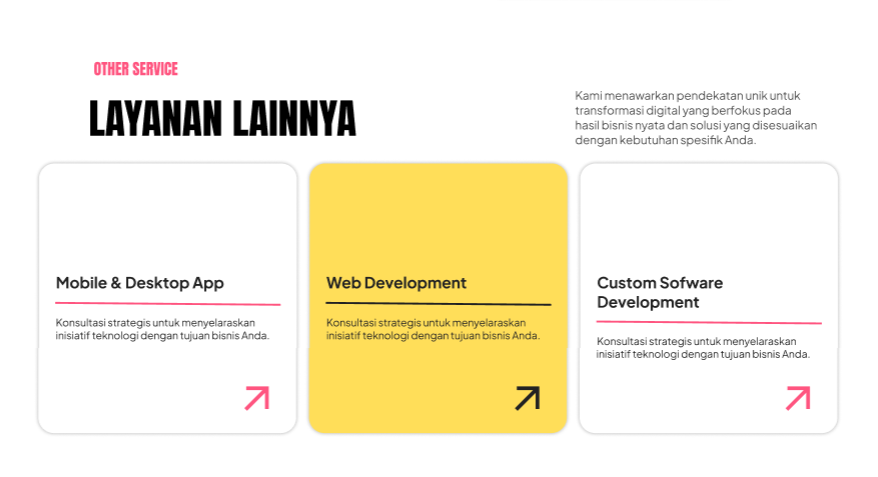 OTHER SERVICE
LAYANAN LAINNYA
Kami menawarkan pendekatan unik untuk
transformasi digital yang berfokus pada
hasil bisnis nyata dan solusi yang disesuaikan
dengan kebutuhan spesifik Anda.
Mobile & Desktop App
Konsultasi strategis untuk menyelaraskan
inisiatif teknologi dengan tujuan bisnis Anda.
Web Development
Konsultasi strategis untuk menyelaraskan
inisiatif teknologi dengan tujuan bisnis Anda.
Custom Sofware
Development
Konsultasi strategis untuk menyelaraskan
inisiatif teknologi dengan tujuan bisnis Anda.